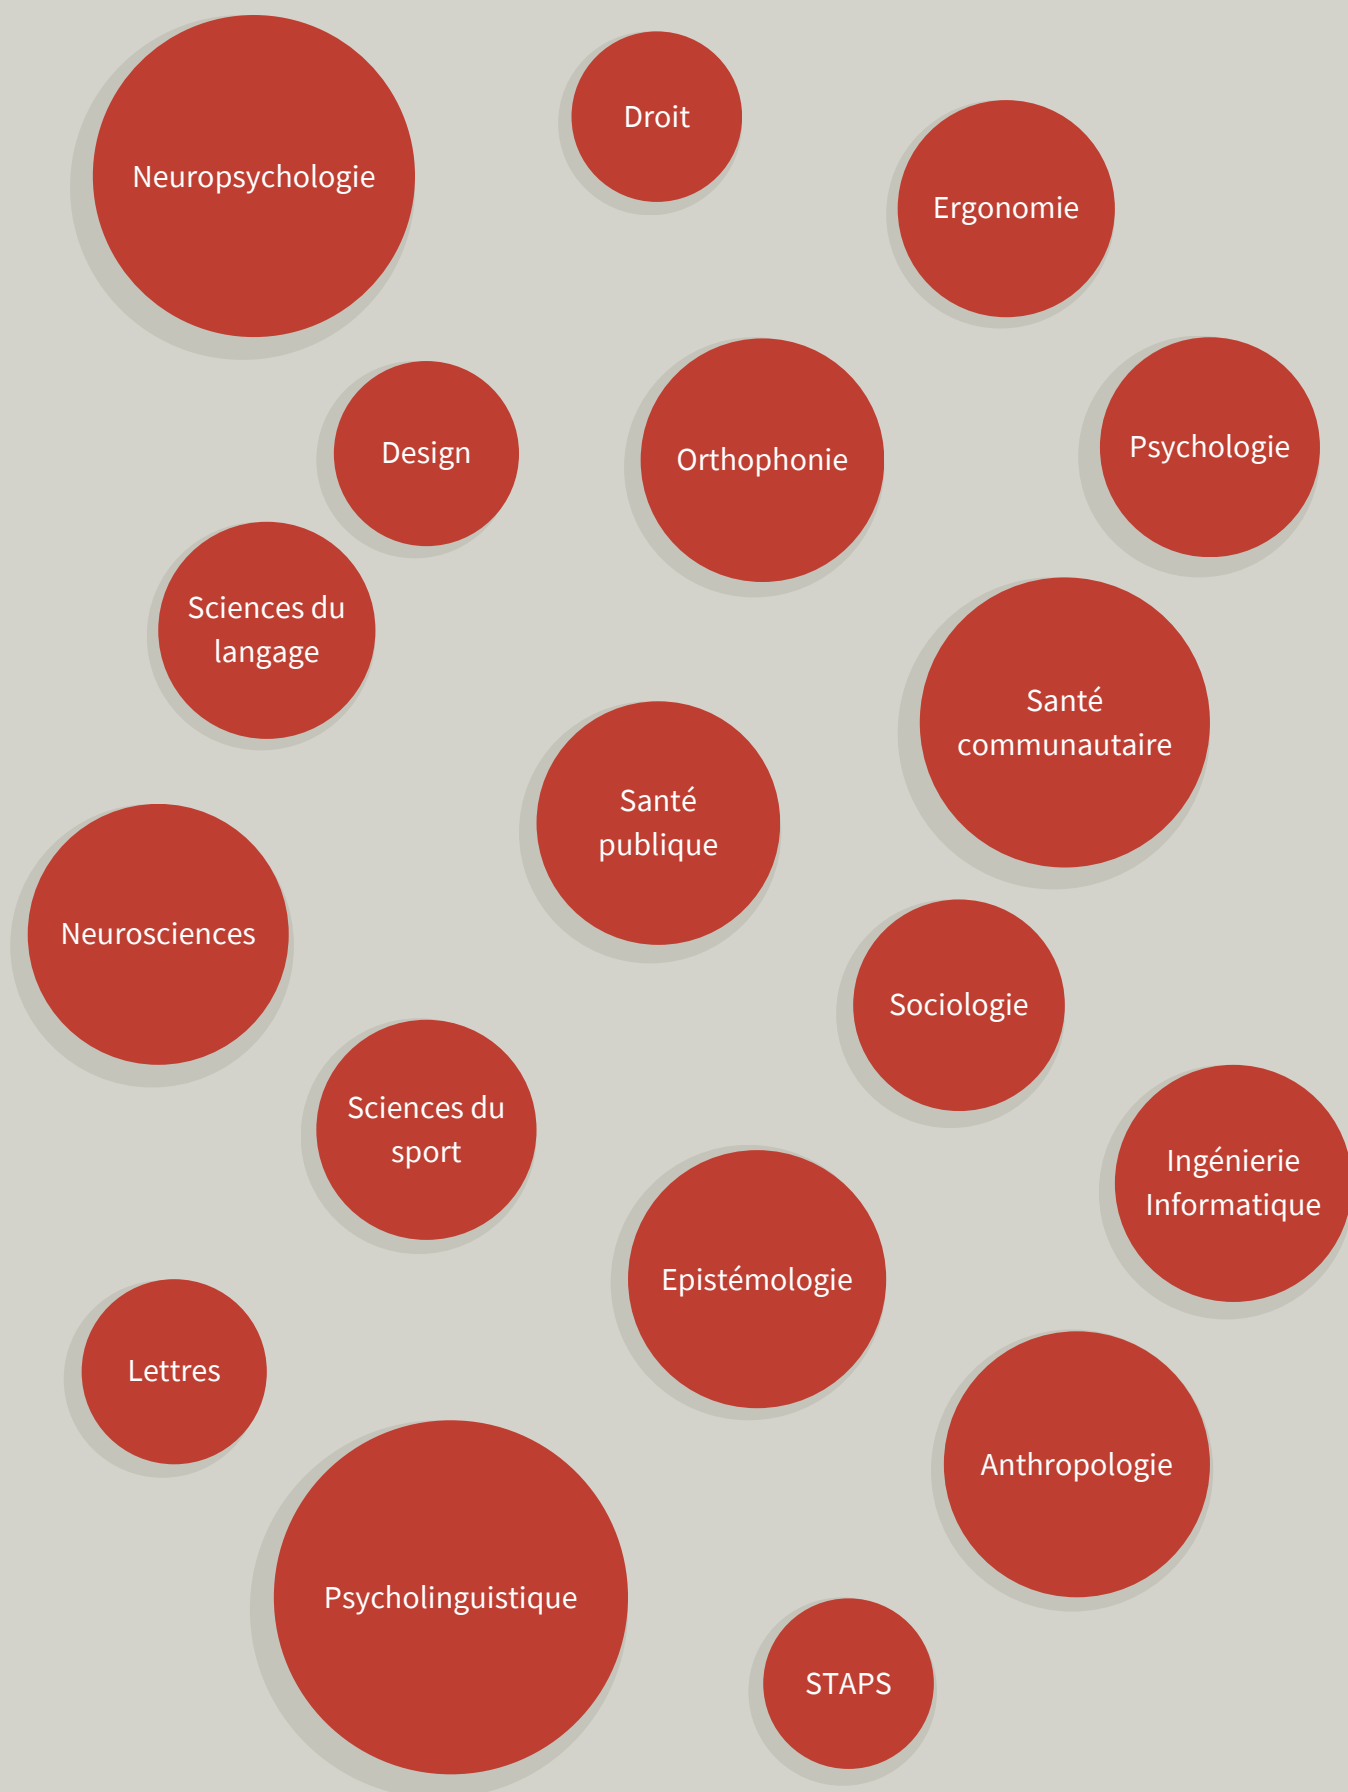 Neuropsychologie
Droit
Ergonomie
Design
Orthophonie
Psychologie
Sciences du
langage
Santé
communautaire
Santé
publique
Neurosciences
Sociologie
Sciences du
sport
Ingénierie
Informatique
Epistémologie
Lettres
Anthropologie
Psycholinguistique
STAPS